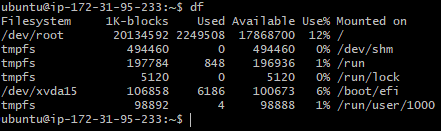 ubuntu@ip-172-31-95-233:~$ df
Filesystem     1K-blocks    Used Available Use% Mounted on
/dev/root       20134592 2249508  17868700  12% /
tmpfs             494460       0    494460   0% /dev/shm
tmpfs             197784     848    196936   1% /run
tmpfs               5120       0      5120   0% /run/lock
/dev/xvda15       106858    6186    100673   6% /boot/efi
tmpfs              98892       4     98888   1% /run/user/1000
ubuntu@ip-172-31-95-233:~$